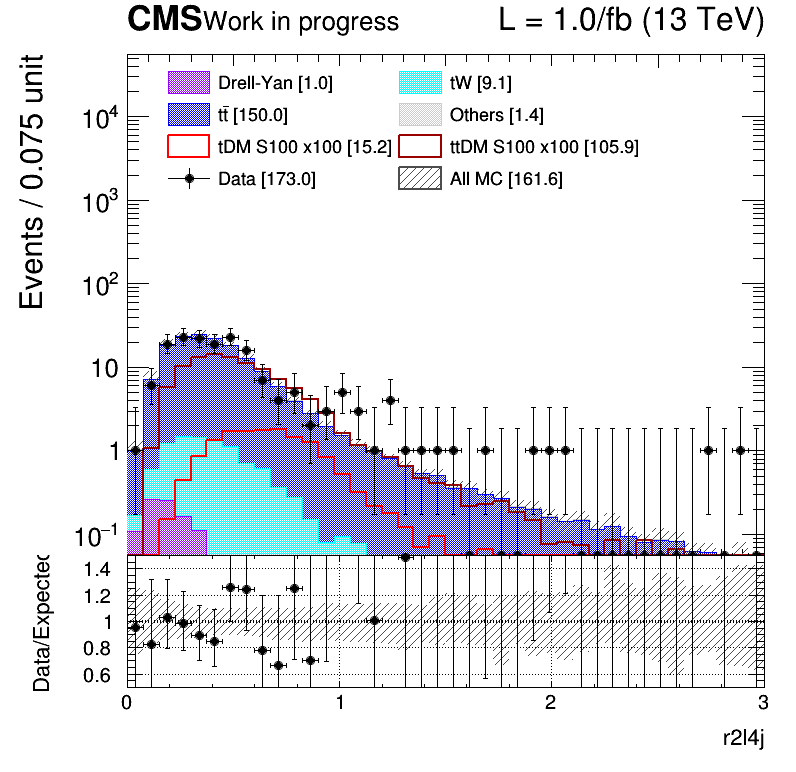 CMS Work in progress L = 1.0/fb (13 TeV)
Events / 0.075 unit
Drell-Yan [1.0] tW [9.1]
tt̄ [150.0] Others [1.4]
tDM S100 x100 [15.2] ttDM S100 x100 [105.9]
Data [173.0] All MC [161.6]
10⁴
10³
10²
10
1
10⁻¹
Data/Expected
1.4
1.2
1
0.8
0.6
0 1 2 3
r2l4j